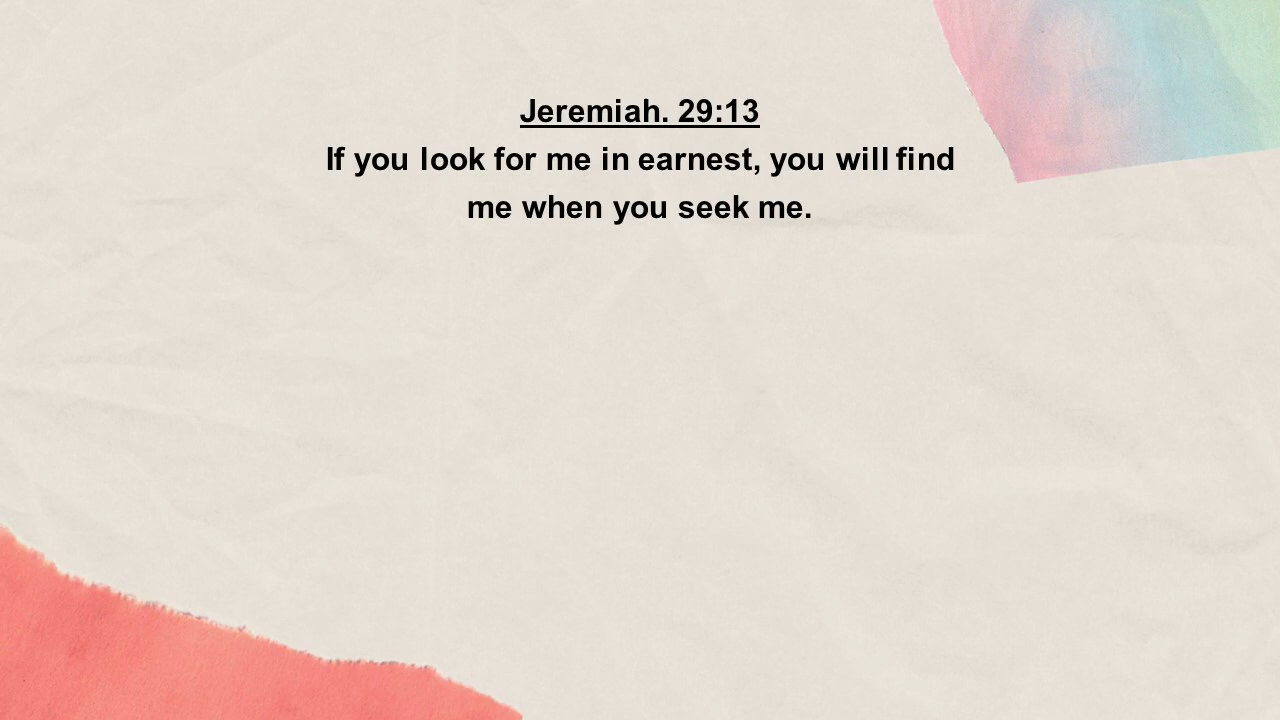 Jeremiah. 29:13
If you look for me in earnest, you will find
me when you seek me.